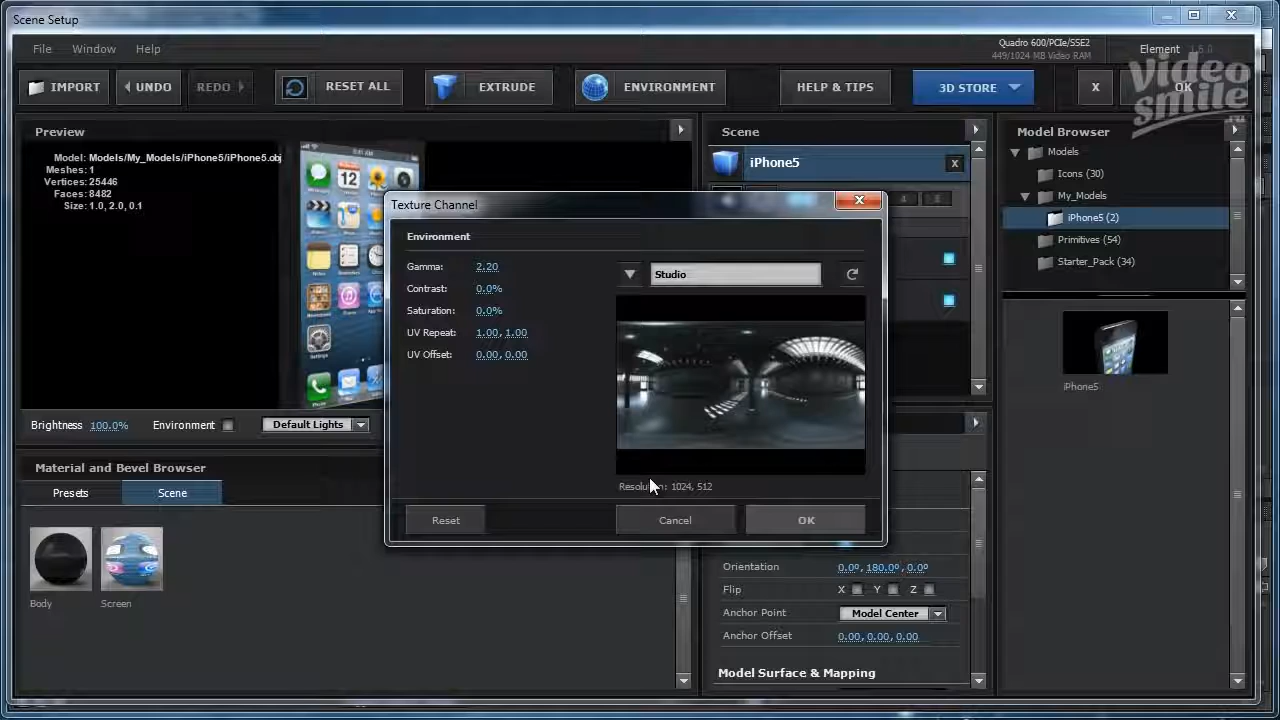 Scene Setup
File Window Help
Quadro 600/PCIe/SSE2
449/1024 MB Video RAM
Element 1.6.0
IMPORT
UNDO
REDO
RESET ALL
EXTRUDE
ENVIRONMENT
HELP & TIPS
3D STORE
X
OK
video
smile
.ru
Preview
Model: Models/My_Models/iPhone5/iPhone5.obj
Meshes: 1
Vertices: 25446
Faces: 8482
Size: 1.0, 2.0, 0.1
Scene
iPhone5
X
Model Browser
Models
Icons (30)
My_Models
iPhone5 (2)
Primitives (54)
Starter_Pack (34)
iPhone5
Texture Channel
Environment
Gamma: 2.20
Contrast: 0.0%
Saturation: 0.0%
UV Repeat: 1.00, 1.00
UV Offset: 0.00, 0.00
Studio
1024, 512
Reset
Cancel
OK
Brightness 100.0%
Environment
Default Lights
Material and Bevel Browser
Presets
Scene
Body
Screen
Orientation 0.0º, 180.0º, 0.0º
Flip X Y Z
Anchor Point Model Center
Anchor Offset 0.00, 0.00, 0.00
Model Surface & Mapping